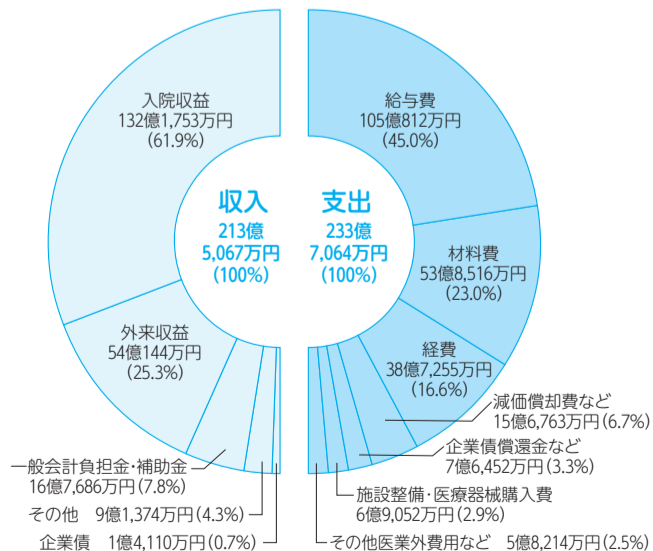 入院収益
132億1,753万円
(61.9%)
外来収益
54億144万円
(25.3%)
一般会計負担金･補助金
16億7,686万円(7.8%)
その他 9億1,374万円(4.3%)
企業債 1億4,110万円(0.7%)
収入
213億
5,067万円
(100%)
支出
233億
7,064万円
(100%)
給与費
105億812万円
(45.0%)
材料費
53億8,516万円
(23.0%)
経費
38億7,255万円
(16.6%)
減価償却費など
15億6,763万円(6.7%)
企業債償還金など
7億6,452万円(3.3%)
施設整備･医療器械購入費
6億9,052万円(2.9%)
その他医業外費用など 5億8,214万円(2.5%)